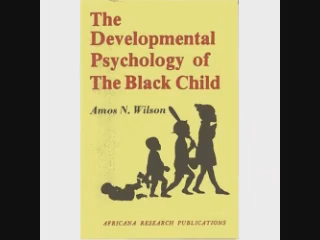 The
Developmental
Psychology of
The Black Child
Amos N. Wilson
AFRICANA RESEARCH PUBLICATIONS